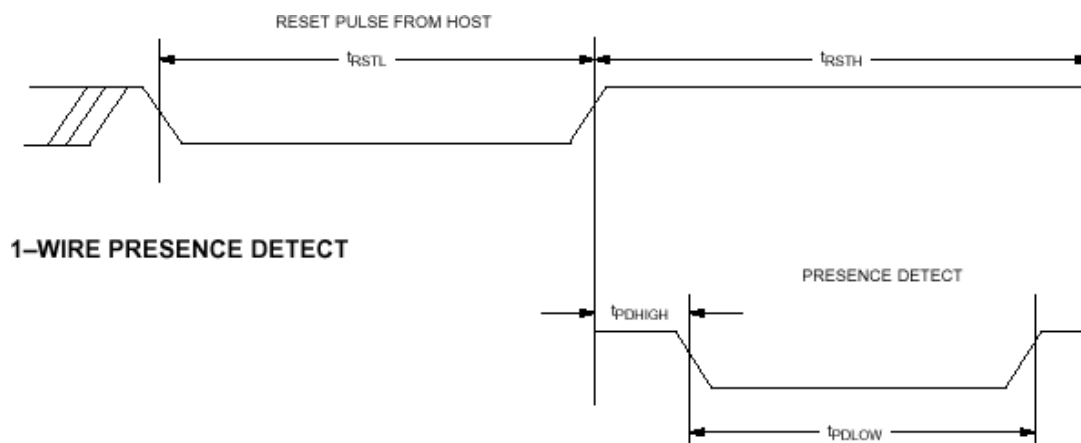 RESET PULSE FROM HOST
tRSTL
tRSTH
1–WIRE PRESENCE DETECT
PRESENCE DETECT
tPDHIGH
tPDLOW